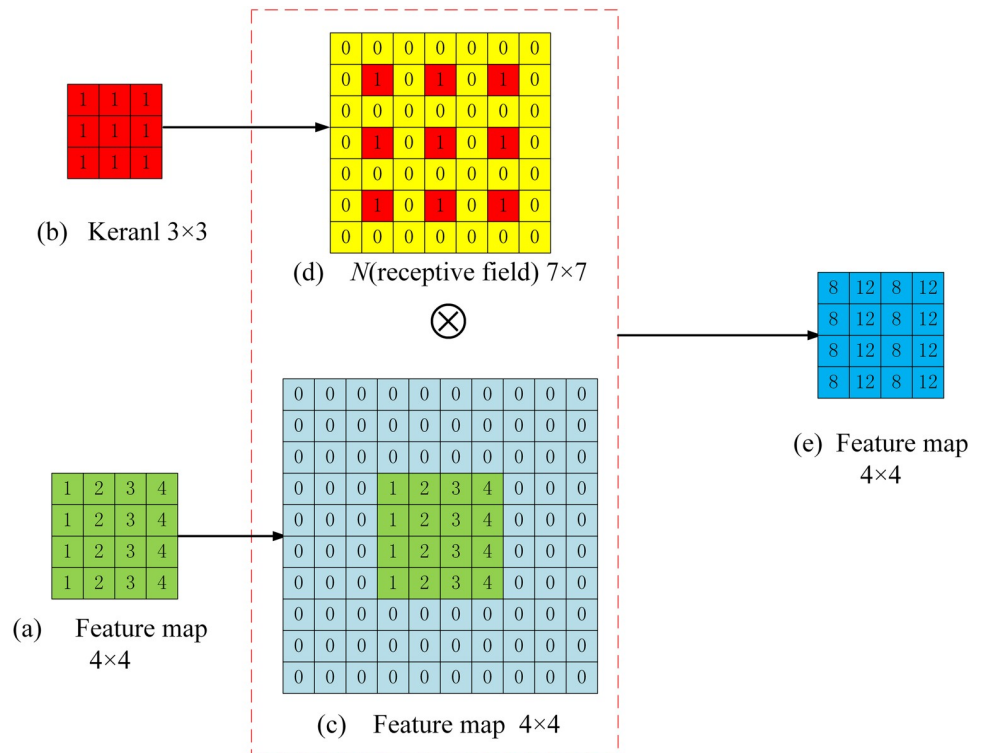 0 0 0 0 0 0 0
0 1 0 1 0 1 0
0 0 0 0 0 0 0
0 1 0 1 0 1 0
0 0 0 0 0 0 0
0 1 0 1 0 1 0
0 0 0 0 0 0 0
1 1 1
1 1 1
1 1 1
(b) Keranl 3×3
(d) N(receptive field) 7×7
0 0 0 0 0 0 0 0 0 0
0 0 0 0 0 0 0 0 0 0
0 0 0 0 0 0 0 0 0 0
0 0 0 1 2 3 4 0 0 0
0 0 0 1 2 3 4 0 0 0
0 0 0 1 2 3 4 0 0 0
0 0 0 1 2 3 4 0 0 0
0 0 0 0 0 0 0 0 0 0
0 0 0 0 0 0 0 0 0 0
0 0 0 0 0 0 0 0 0 0
(c) Feature map 4×4
1 2 3 4
1 2 3 4
1 2 3 4
1 2 3 4
(a) Feature map
4×4
8 12 8 12
8 12 8 12
8 12 8 12
8 12 8 12
(e) Feature map
4×4